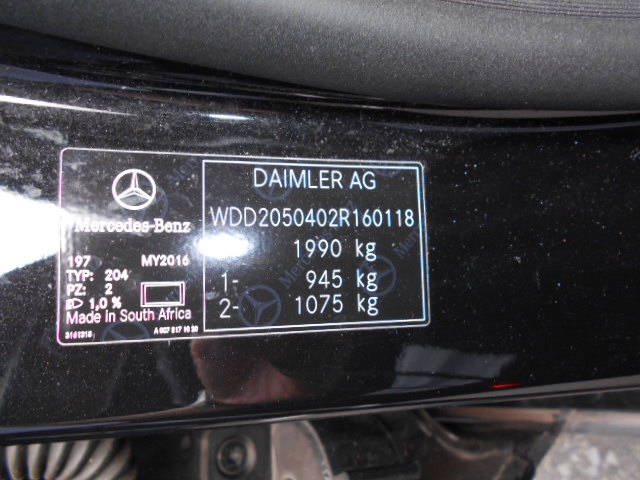 Mercedes-Benz
197 MY2016
TYP: 204
PZ: 2
1,0 %
Made in South Africa
DAIMLER AG
WDD2050402R160118
1990 kg
1- 945 kg
2- 1075 kg